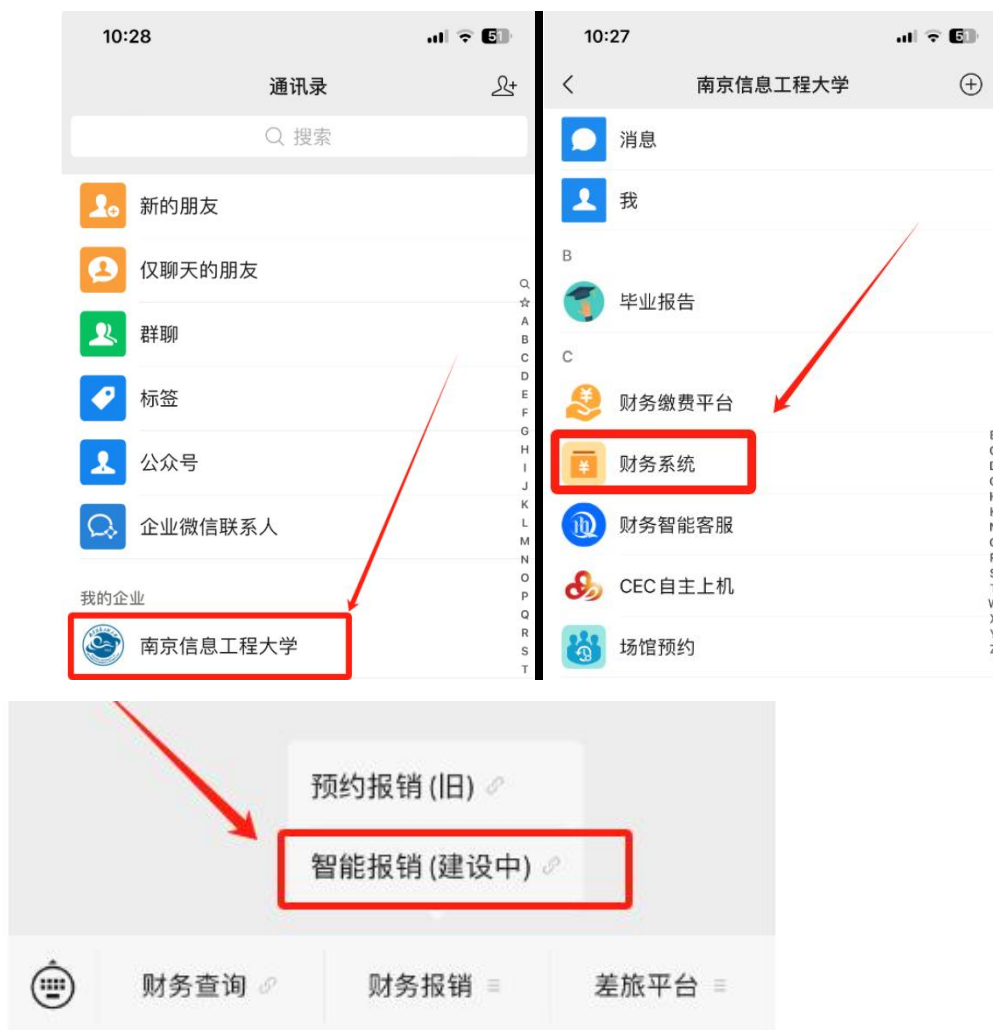 10:28
51
通讯录
搜索
新的朋友
仅聊天的朋友
群聊
标签
公众号
企业微信联系人
我的企业
南京信息工程大学
Q
☆
A
B
C
D
E
F
G
H
I
J
K
L
M
N
O
P
Q
R
S
T
10:27
51
南京信息工程大学
消息
我
B
毕业报告
C
财务缴费平台
财务系统
财务智能客服
CEC自主上机
场馆预约
预约报销(旧)
智能报销(建设中)
财务查询
财务报销
差旅平台